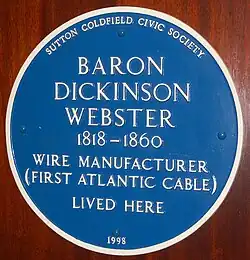 SUTTON COLDFIELD CIVIC SOCIETY
BARON
DICKINSON
WEBSTER
1818-1860
WIRE MANUFACTURER
(FIRST ATLANTIC CABLE)
LIVED HERE
1998